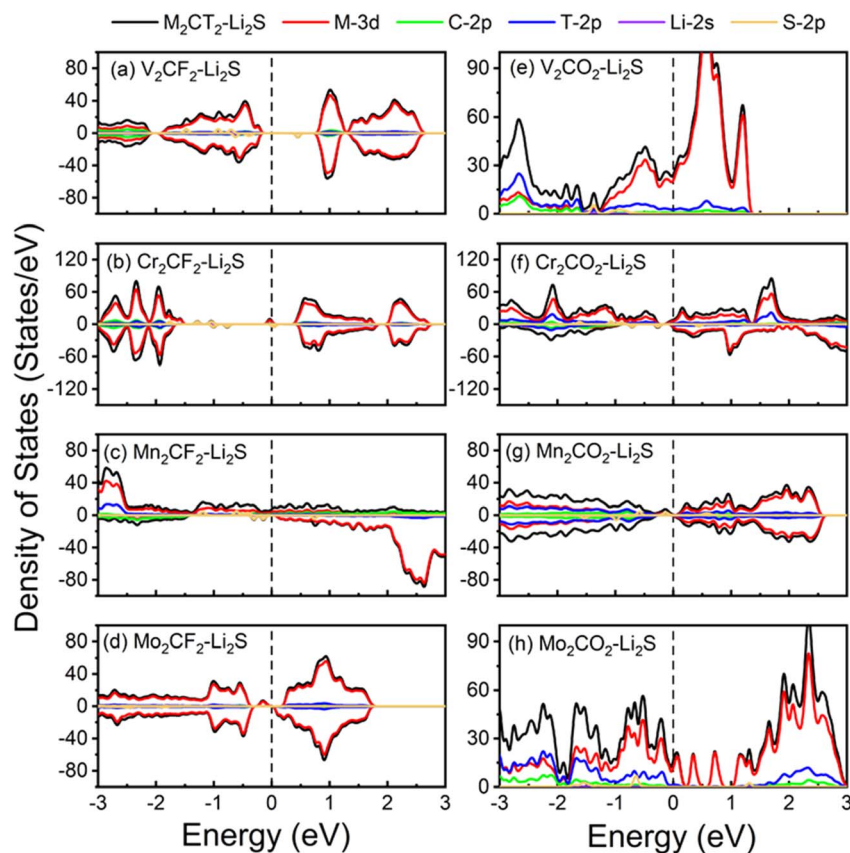 M₂CT₂-Li₂S M-3d C-2p T-2p Li-2s S-2p
Density of States (States/eV)
(a) V₂CF₂-Li₂S
80
40
0
-40
-80
(e) V₂CO₂-Li₂S
90
60
30
0
(b) Cr₂CF₂-Li₂S
120
60
0
-60
-120
(f) Cr₂CO₂-Li₂S
120
60
0
-60
-120
(c) Mn₂CF₂-Li₂S
80
40
0
-40
-80
(g) Mn₂CO₂-Li₂S
80
40
0
-40
-80
(d) Mo₂CF₂-Li₂S
80
40
0
-40
-80
(h) Mo₂CO₂-Li₂S
90
60
30
0
-3 -2 -1 0 1 2 3
-3 -2 -1 0 1 2 3
Energy (eV)
Energy (eV)